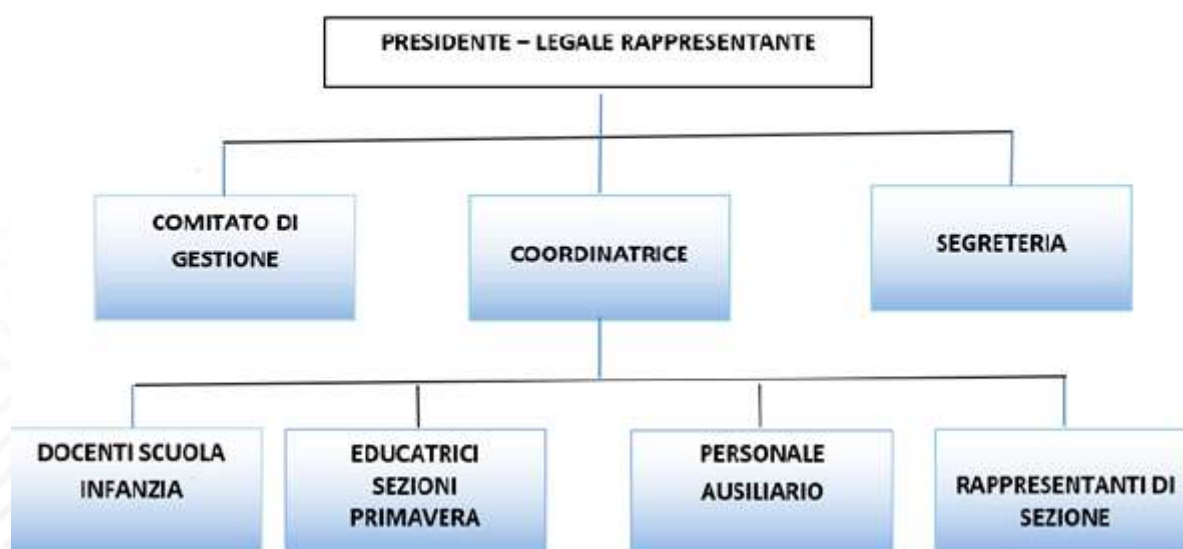 PRESIDENTE – LEGALE RAPPRESENTANTE
COMITATO DI
GESTIONE
COORDINATRICE
SEGRETERIA
DOCENTI SCUOLA
INFANZIA
EDUCATRICI
SEZIONI
PRIMAVERA
PERSONALE
AUSILIARIO
RAPPRESENTANTI DI
SEZIONE